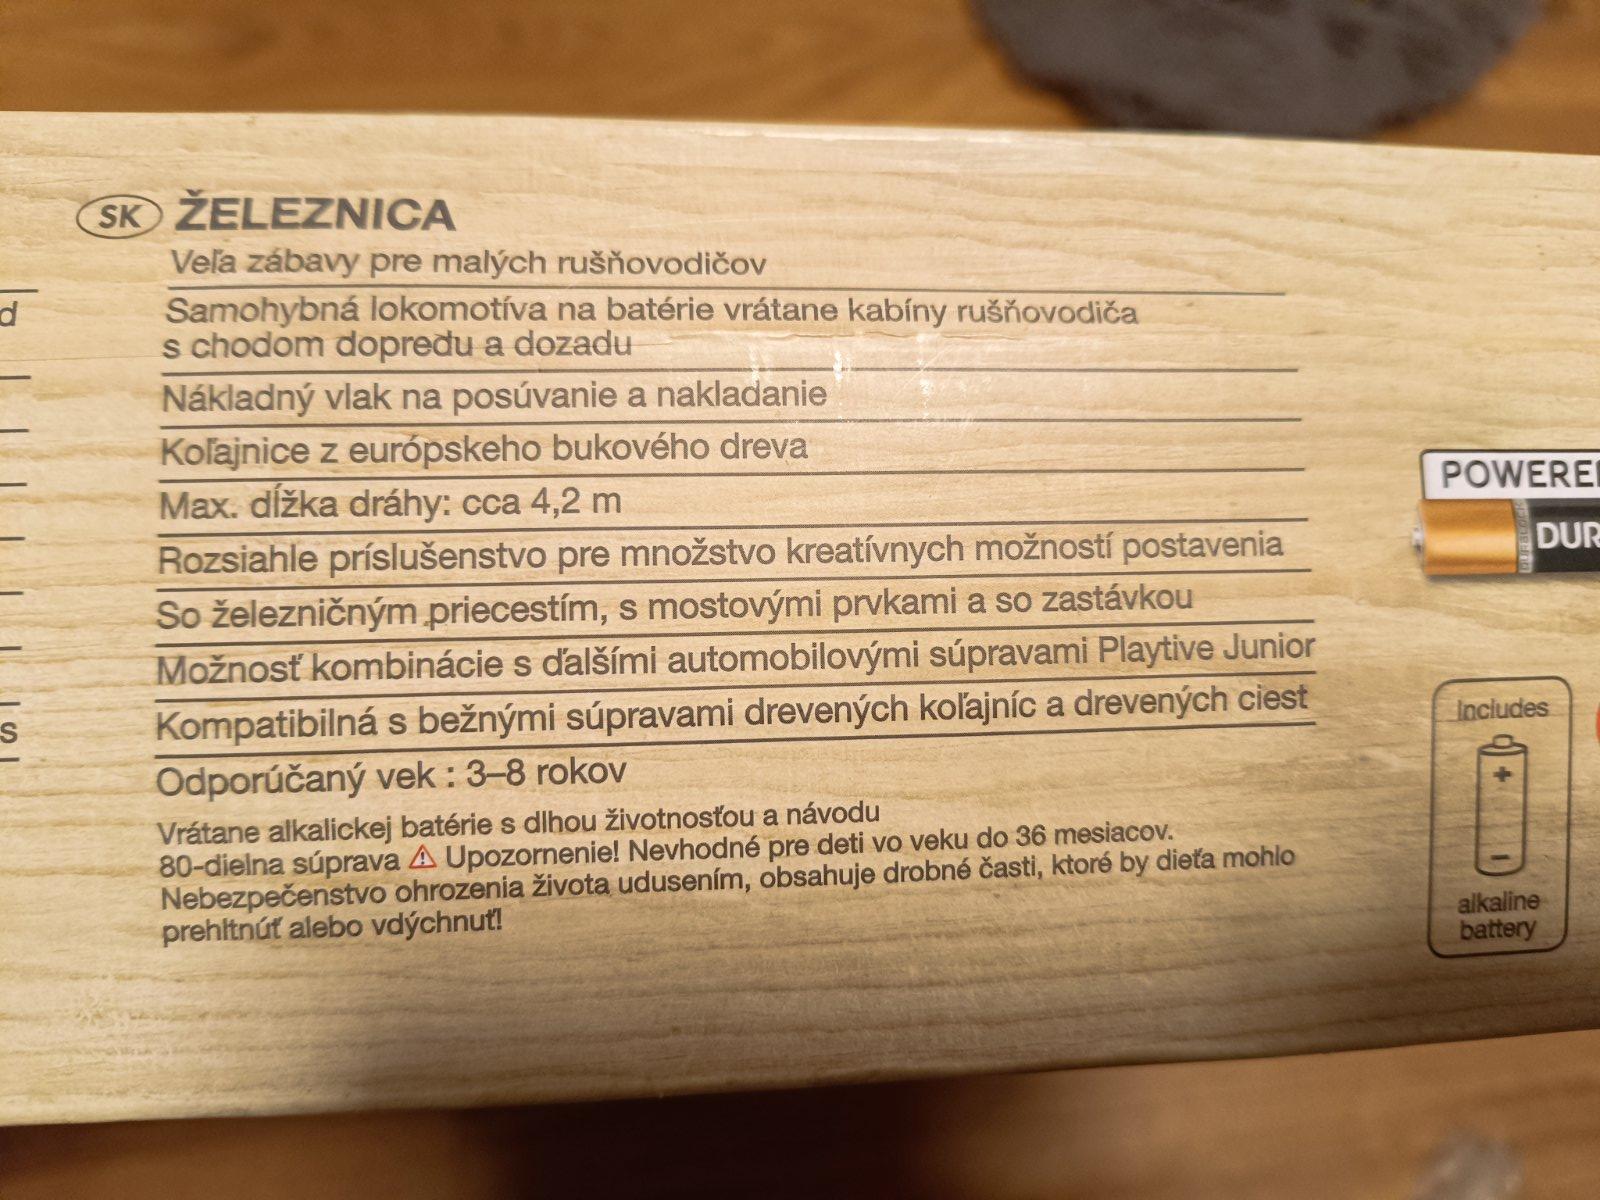 SK ŽELEZNICA
Veľa zábavy pre malých rušňovodičov
Samohybná lokomotíva na batérie vrátane kabíny rušňovodiča
s chodom dopredu a dozadu
Nákladný vlak na posúvanie a nakladanie
Koľajnice z európskeho bukového dreva
Max. dĺžka dráhy: cca 4,2 m
Rozsiahle príslušenstvo pre množstvo kreatívnych možností postavenia
So železničným priecestím, s mostovými prvkami a so zastávkou
Možnosť kombinácie s ďalšími automobilovými súpravami Playtive Junior
Kompatibilná s bežnými súpravami drevených koľajníc a drevených ciest
Odporúčaný vek : 3–8 rokov
Vrátane alkalickej batérie s dlhou životnosťou a návodu
80-dielna súprava ⚠ Upozornenie! Nevhodné pre deti vo veku do 36 mesiacov.
Nebezpečenstvo ohrozenia života udusením, obsahuje drobné časti, ktoré by dieťa mohlo
prehltnúť alebo vdýchnuť!
d
s
POWERE
DUR
Includes
+
–
alkaline
battery